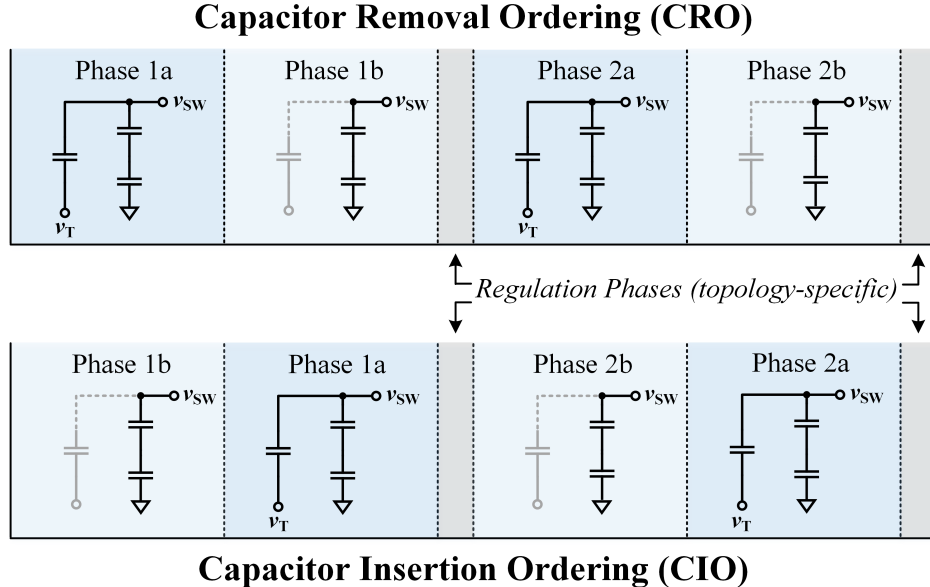 Capacitor Removal Ordering (CRO)
Phase 1a
Phase 1b
Phase 2a
Phase 2b
vSW
vSW
vSW
vSW
vT
vT
Regulation Phases (topology-specific)
Phase 1b
Phase 1a
Phase 2b
Phase 2a
vSW
vSW
vSW
vSW
vT
vT
Capacitor Insertion Ordering (CIO)